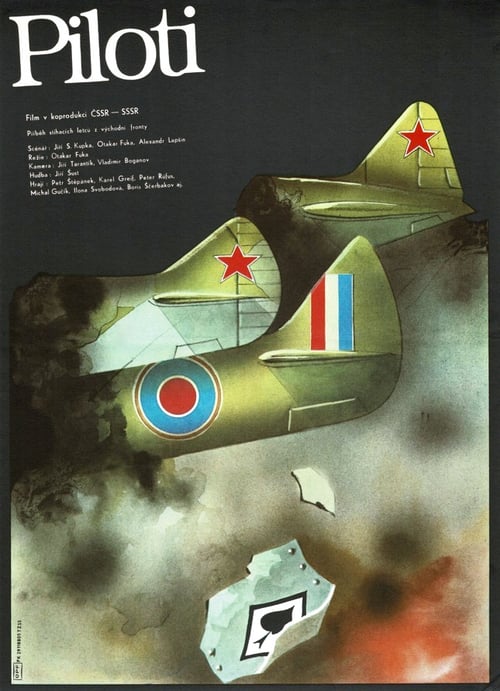 Piloti
Film v koprodukci ČSSR — SSSR
Příběh stíhacích letců z východní fronty
Scénář: Jiří S. Kupka, Otakar Fuka, Alexandr Lapšin
Režie: Otakar Fuka
Kamera: Jiří Tarantík, Vladimir Boganov
Hudba: Jiří Šust
Hrají: Petr Štěpánek, Karel Greif, Peter Rúfus,
Michal Gučík, Ilona Svobodová, Boris Ščerbakov aj.